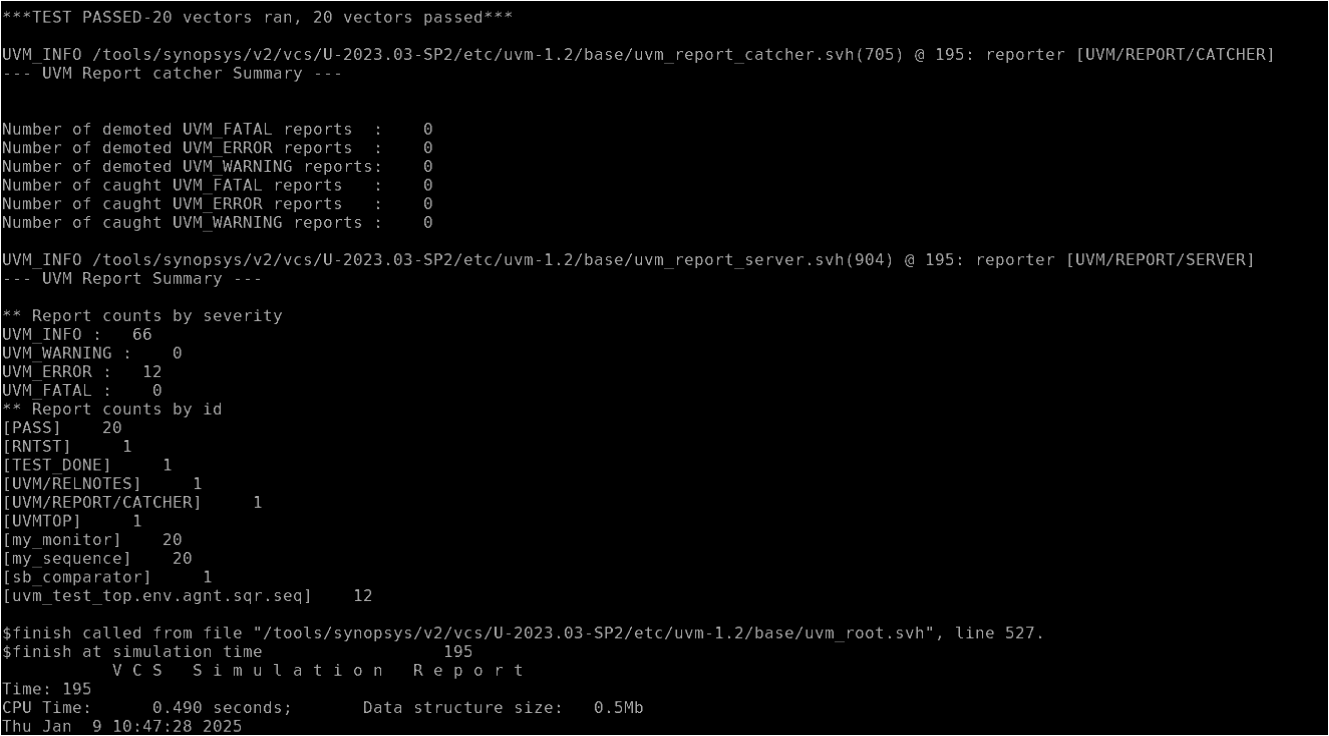 ***TEST PASSED-20 vectors ran, 20 vectors passed***
UVM_INFO /tools/synopsys/v2/vcs/U-2023.03-SP2/etc/uvm-1.2/base/uvm_report_catcher.svh(705) @ 195: reporter [UVM/REPORT/CATCHER]
--- UVM Report catcher Summary ---
Number of demoted UVM_FATAL reports  :    0
Number of demoted UVM_ERROR reports  :    0
Number of demoted UVM_WARNING reports:    0
Number of caught UVM_FATAL reports   :    0
Number of caught UVM_ERROR reports   :    0
Number of caught UVM_WARNING reports :    0
UVM_INFO /tools/synopsys/v2/vcs/U-2023.03-SP2/etc/uvm-1.2/base/uvm_report_server.svh(904) @ 195: reporter [UVM/REPORT/SERVER]
--- UVM Report Summary ---
** Report counts by severity
UVM_INFO :   66
UVM_WARNING :    0
UVM_ERROR :   12
UVM_FATAL :    0
** Report counts by id
[PASS]    20
[RNTST]     1
[TEST_DONE]     1
[UVM/RELNOTES]     1
[UVM/REPORT/CATCHER]     1
[UVMTOP]     1
[my_monitor]    20
[my_sequence]    20
[sb_comparator]     1
[uvm_test_top.env.agnt.sqr.seq]    12
$finish called from file "/tools/synopsys/v2/vcs/U-2023.03-SP2/etc/uvm-1.2/base/uvm_root.svh", line 527.
$finish at simulation time                  195
V C S   S i m u l a t i o n   R e p o r t
Time: 195
CPU Time:      0.490 seconds;       Data structure size:   0.5Mb
Thu Jan  9 10:47:28 2025